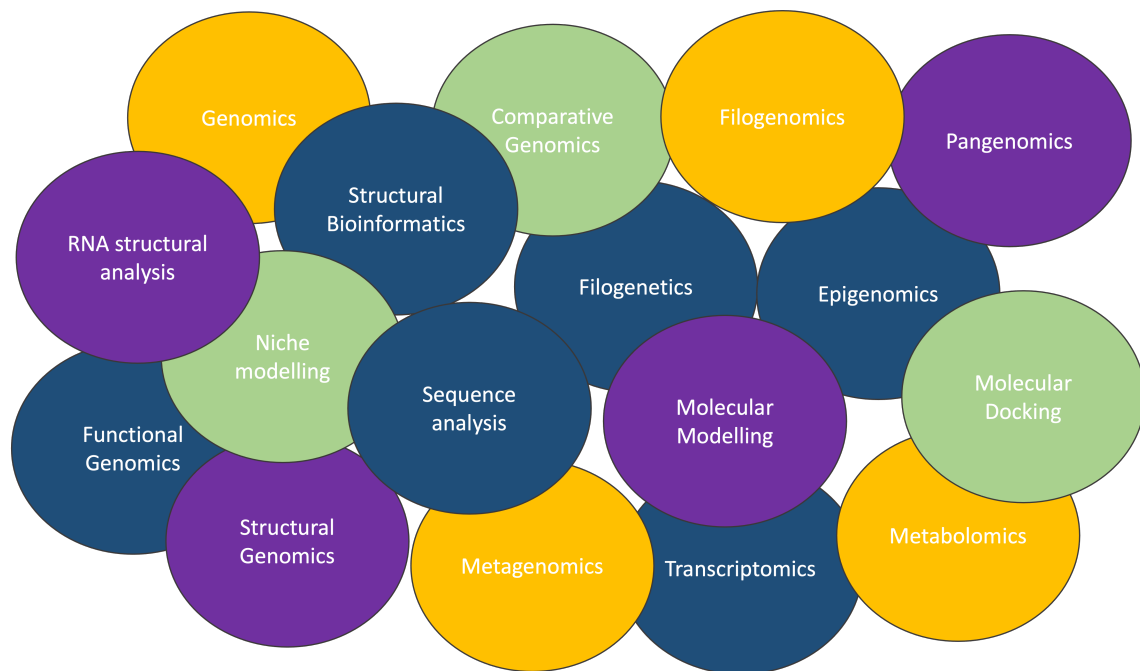 Genomics
Comparative
Genomics
Filogenomics
Pangenomics
Structural
Bioinformatics
RNA structural
analysis
Filogenetics
Epigenomics
Niche
modelling
Sequence
analysis
Molecular
Modelling
Molecular
Docking
Functional
Genomics
Structural
Genomics
Metagenomics
Transcriptomics
Metabolomics